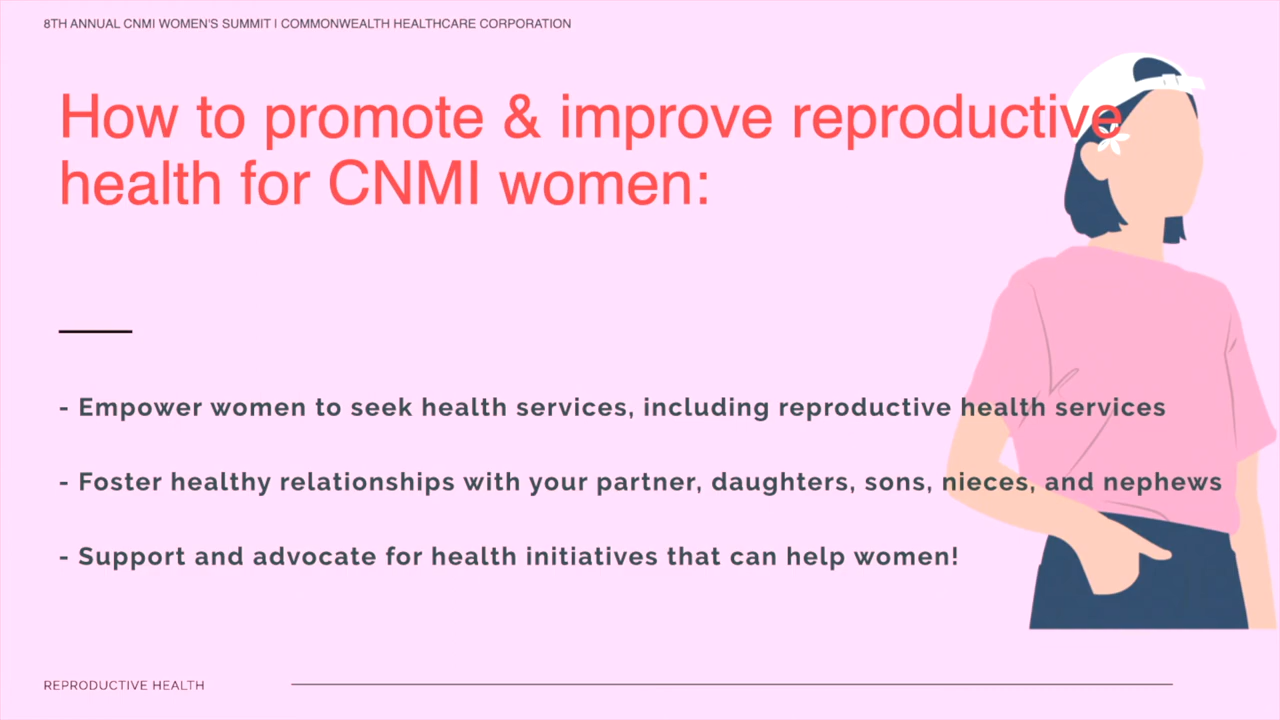 8TH ANNUAL CNMI WOMEN'S SUMMIT | COMMONWEALTH HEALTHCARE CORPORATION
How to promote & improve reproductive
health for CNMI women:
- Empower women to seek health services, including reproductive health services
- Foster healthy relationships with your partner, daughters, sons, nieces, and nephews
- Support and advocate for health initiatives that can help women!
REPRODUCTIVE HEALTH